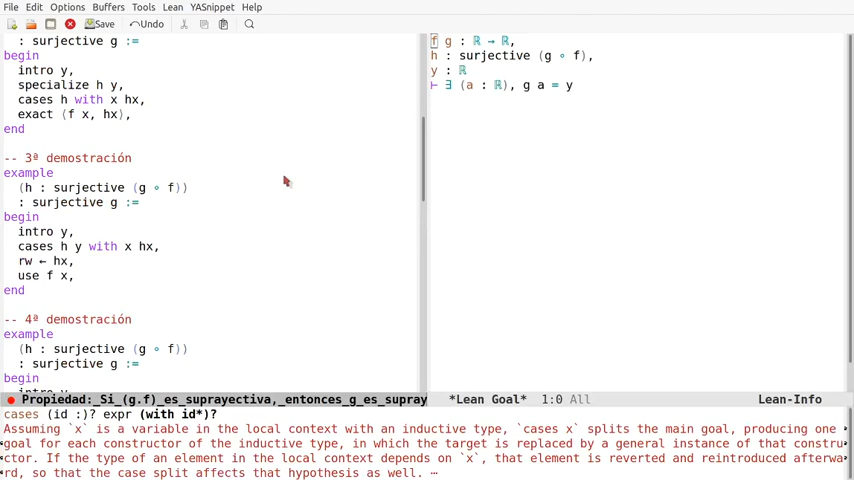 File Edit Options Buffers Tools Lean YASnippet Help
Save Undo
: surjective g :=
begin
intro y,
specialize h y,
cases h with x hx,
exact ⟨f x, hx⟩,
end
-- 3ª demostración
example
(h : surjective (g ∘ f))
: surjective g :=
begin
intro y,
cases h y with x hx,
rw ← hx,
use f x,
end
-- 4ª demostración
example
(h : surjective (g ∘ f))
: surjective g :=
begin
intro y,
f g : ℝ → ℝ,
h : surjective (g ∘ f),
y : ℝ
⊢ ∃ (a : ℝ), g a = y
Propiedad:_Si_(g.f)_es_suprayectiva,_entonces_g_es_supray
*Lean Goal* 1:0 All Lean-Info
cases (id :)? expr (with id*)?
Assuming `x` is a variable in the local context with an inductive type, `cases x` splits the main goal, producing one
goal for each constructor of the inductive type, in which the target is replaced by a general instance of that constru
ctor. If the type of an element in the local context depends on `x`, that element is reverted and reintroduced afterwa
rd, so that the case split affects that hypothesis as well. ⋯